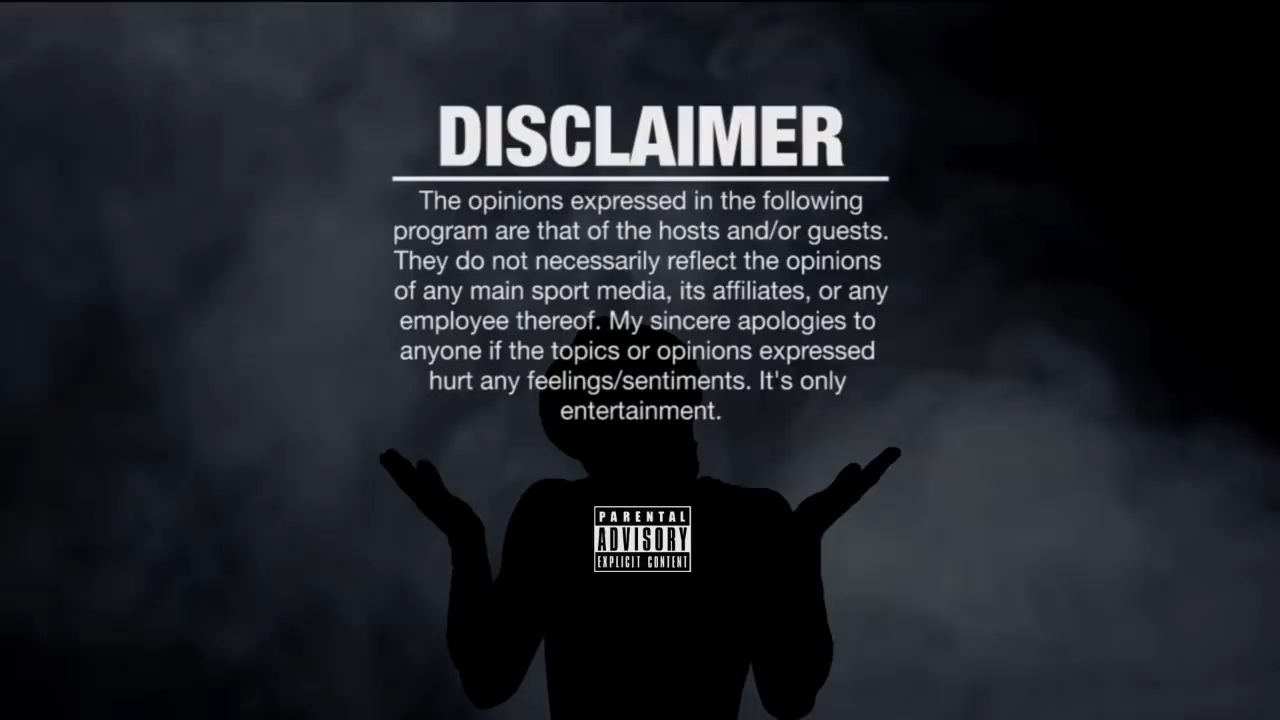 DISCLAIMER
The opinions expressed in the following
program are that of the hosts and/or guests.
They do not necessarily reflect the opinions
of any main sport media, its affiliates, or any
employee thereof. My sincere apologies to
anyone if the topics or opinions expressed
hurt any feelings/sentiments. It's only
entertainment.
PARENTAL
ADVISORY
EXPLICIT CONTENT